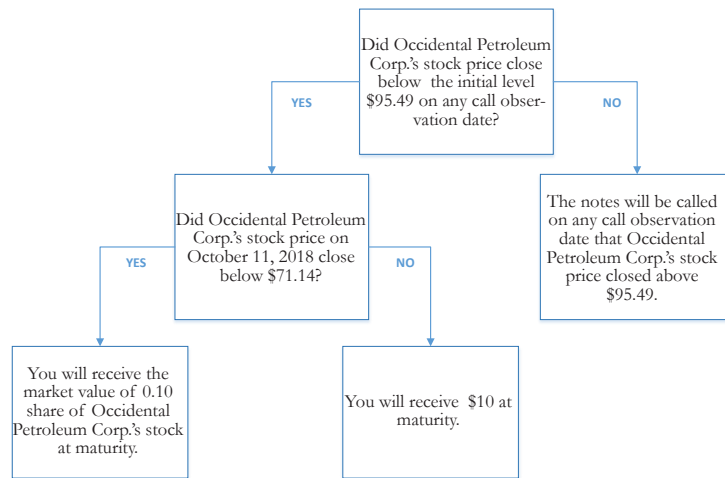 Did Occidental Petroleum
Corp.'s stock price close
below the initial level
$95.49 on any call obser-
vation date?
YES
NO
Did Occidental Petroleum
Corp.'s stock price on
October 11, 2018 close
below $71.14?
The notes will be called
on any call observation
date that Occidental
Petroleum Corp.'s stock
price closed above
$95.49.
YES
NO
You will receive the
market value of 0.10
share of Occidental
Petroleum Corp.'s stock
at maturity.
You will receive $10 at
maturity.